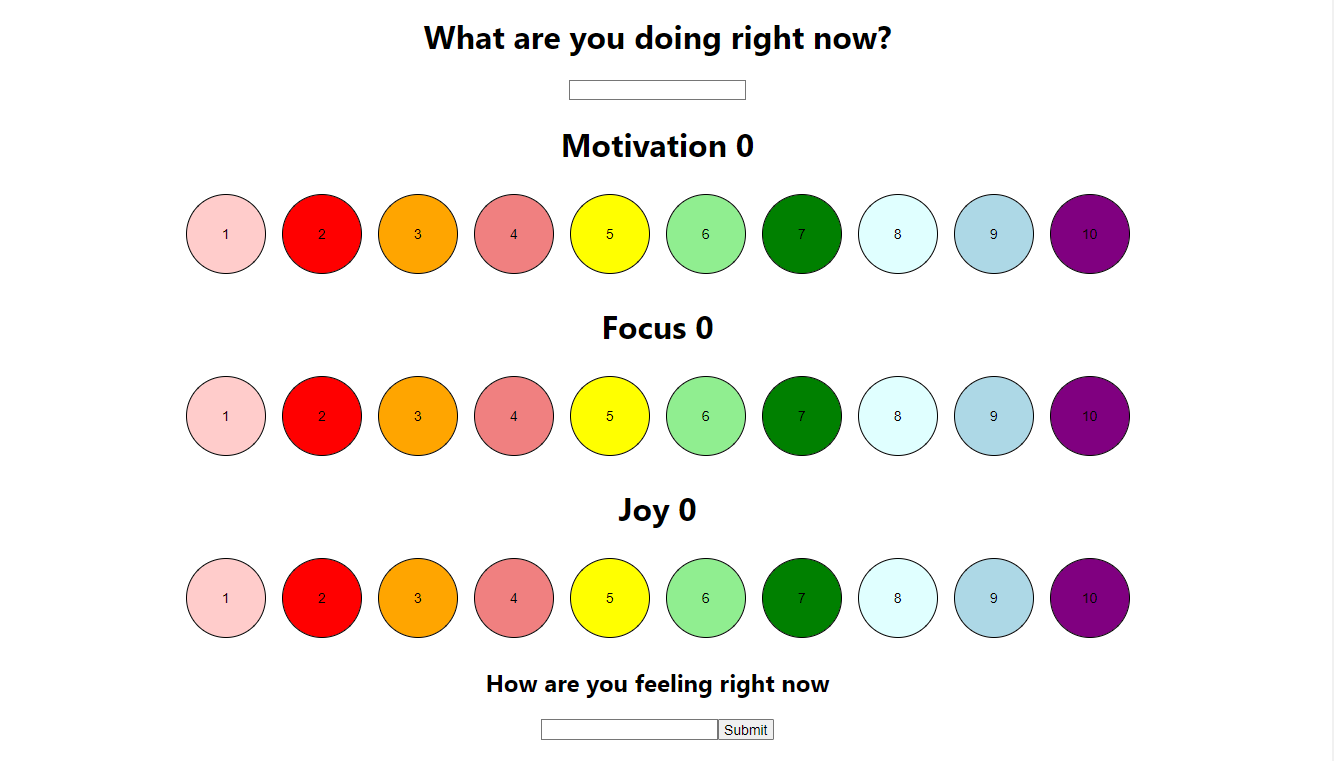 What are you doing right now?
Motivation 0
1 2 3 4 5 6 7 8 9 10
Focus 0
1 2 3 4 5 6 7 8 9 10
Joy 0
1 2 3 4 5 6 7 8 9 10
How are you feeling right now
Submit